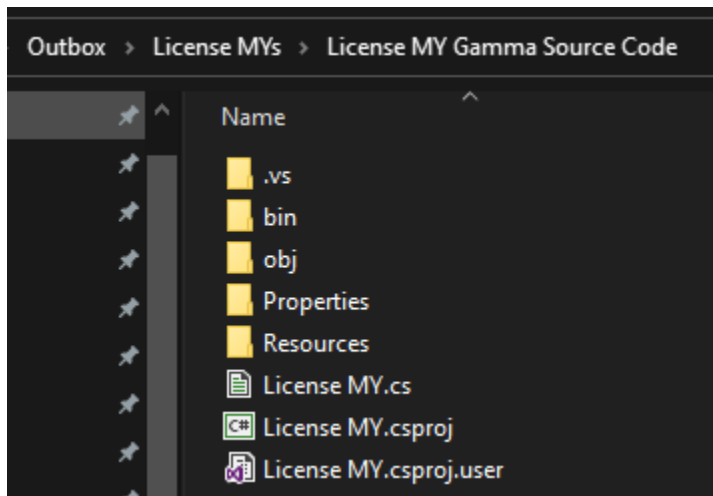 Outbox > License MYs > License MY Gamma Source Code
Name
.vs
bin
obj
Properties
Resources
License MY.cs
C# License MY.csproj
License MY.csproj.user